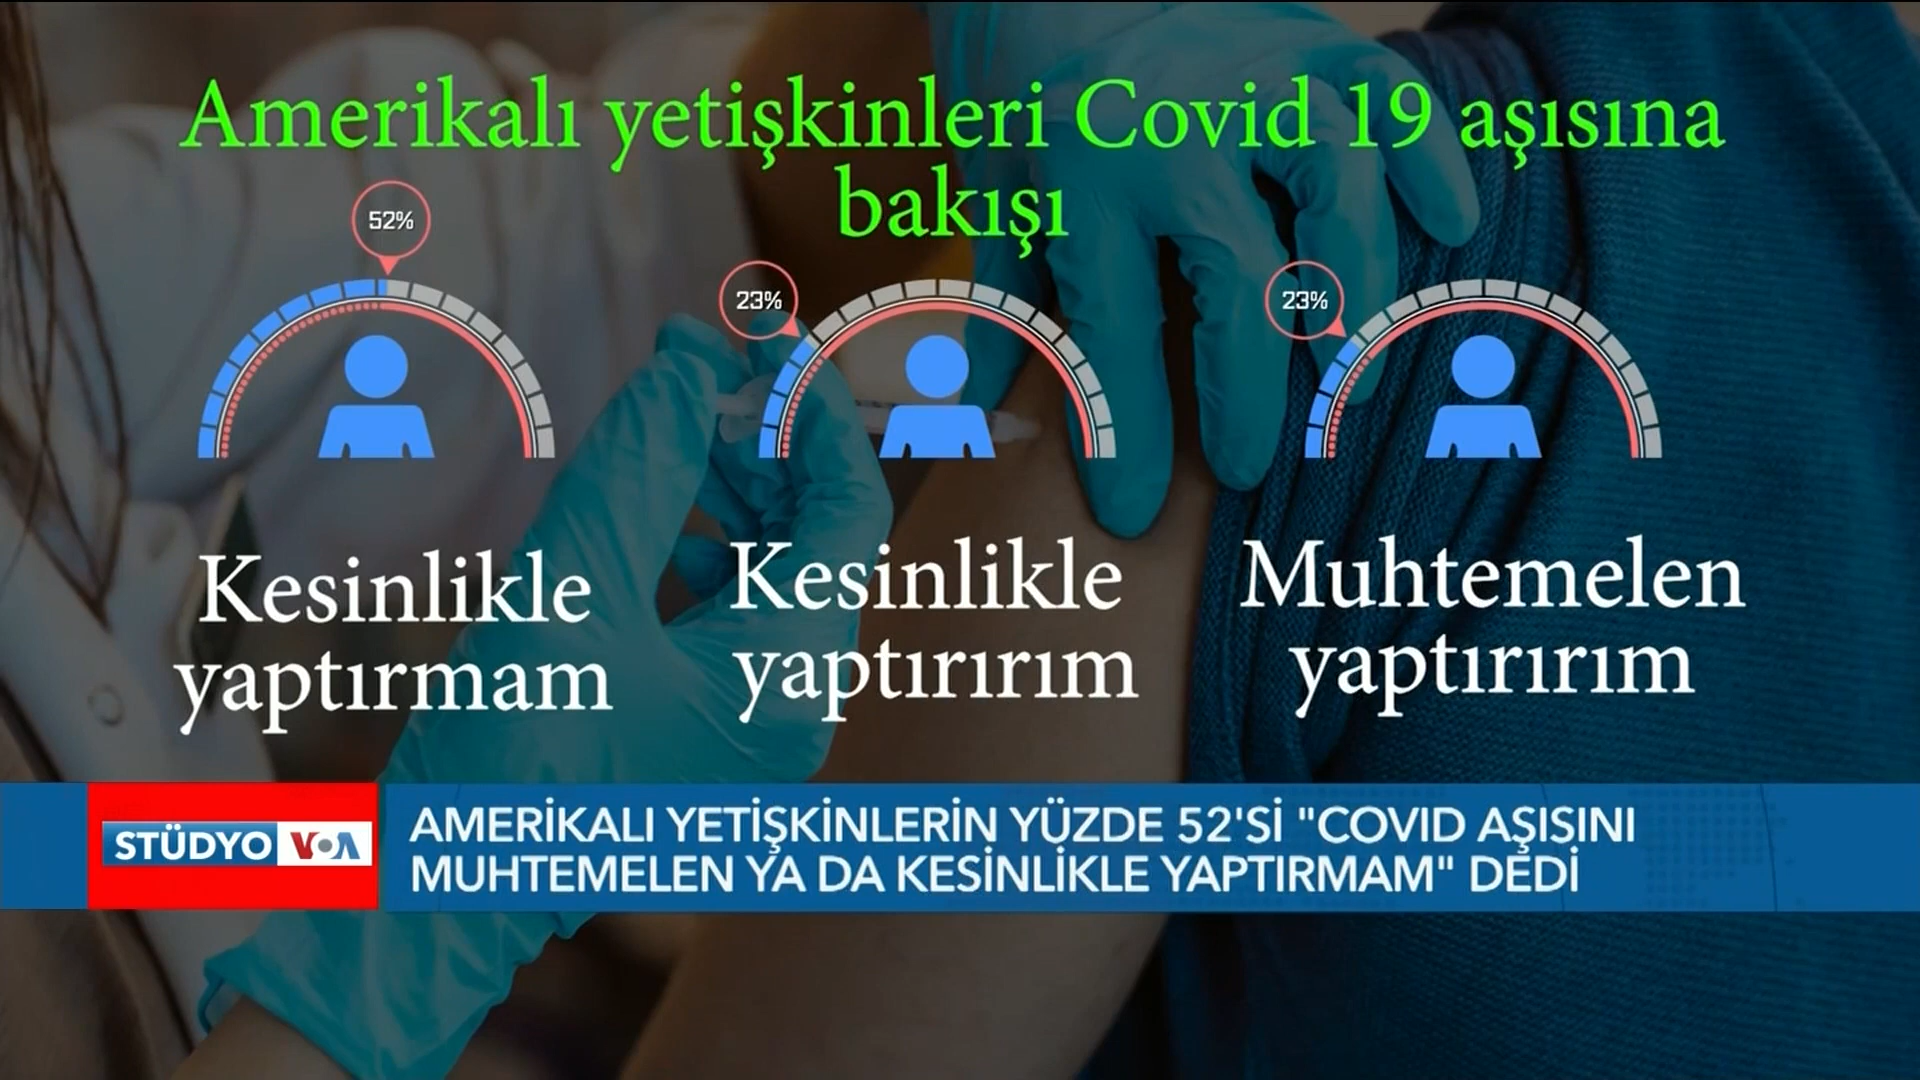 Amerikalı yetişkinleri Covid 19 aşısına
bakışı
52%
23%
23%
Kesinlikle
yaptırmam
Kesinlikle
yaptırırım
Muhtemelen
yaptırırım
STÜDYO VOA
AMERİKALI YETİŞKİNLERİN YÜZDE 52'Sİ "COVID AŞISINI
MUHTEMELEN YA DA KESİNLİKLE YAPTIRMAM" DEDİ